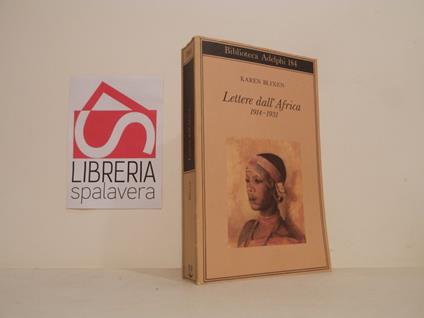 LIBRERIA
spalavera
Biblioteca Adelphi 184
KAREN BLIXEN
Lettere dall'Africa
1914-1931